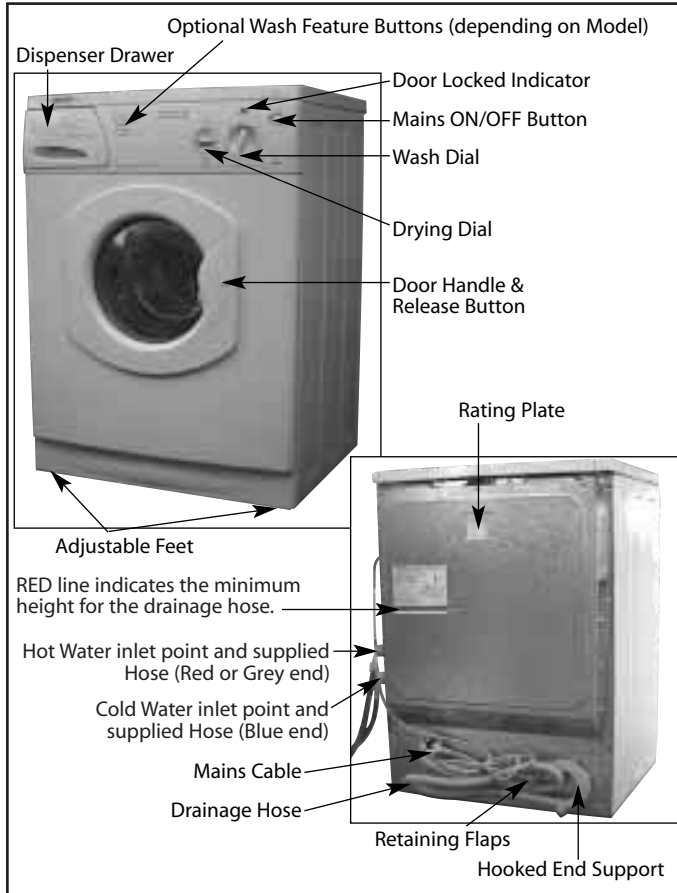 Optional Wash Feature Buttons (depending on Model)
Dispenser Drawer
Door Locked Indicator
Mains ON/OFF Button
Wash Dial
Drying Dial
Door Handle &
Release Button
Rating Plate
Adjustable Feet
RED line indicates the minimum
height for the drainage hose.
Hot Water inlet point and supplied
Hose (Red or Grey end)
Cold Water inlet point and
supplied Hose (Blue end)
Mains Cable
Drainage Hose
Retaining Flaps
Hooked End Support